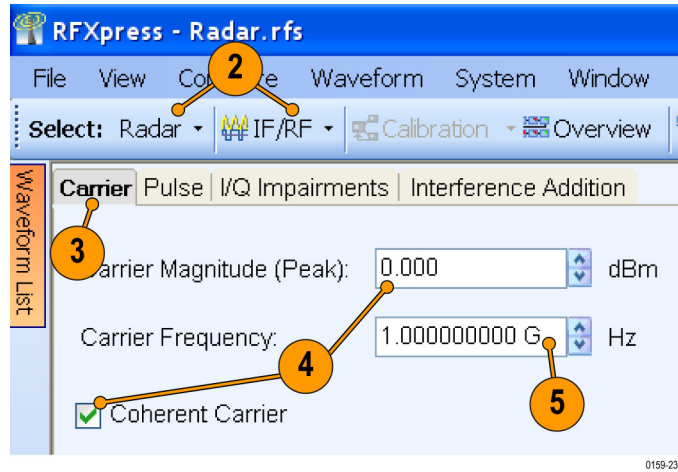 RFXpress - Radar.rfs
2
File View Co re Waveform System Window
Select: Radar IF/RF Calibration Overview
Waveform List
Carrier Pulse I/Q Impairments Interference Addition
3
arrier Magnitude (Peak): 0.000 dBm
Carrier Frequency: 1.000000000 G Hz
4
5
Coherent Carrier
0159-23